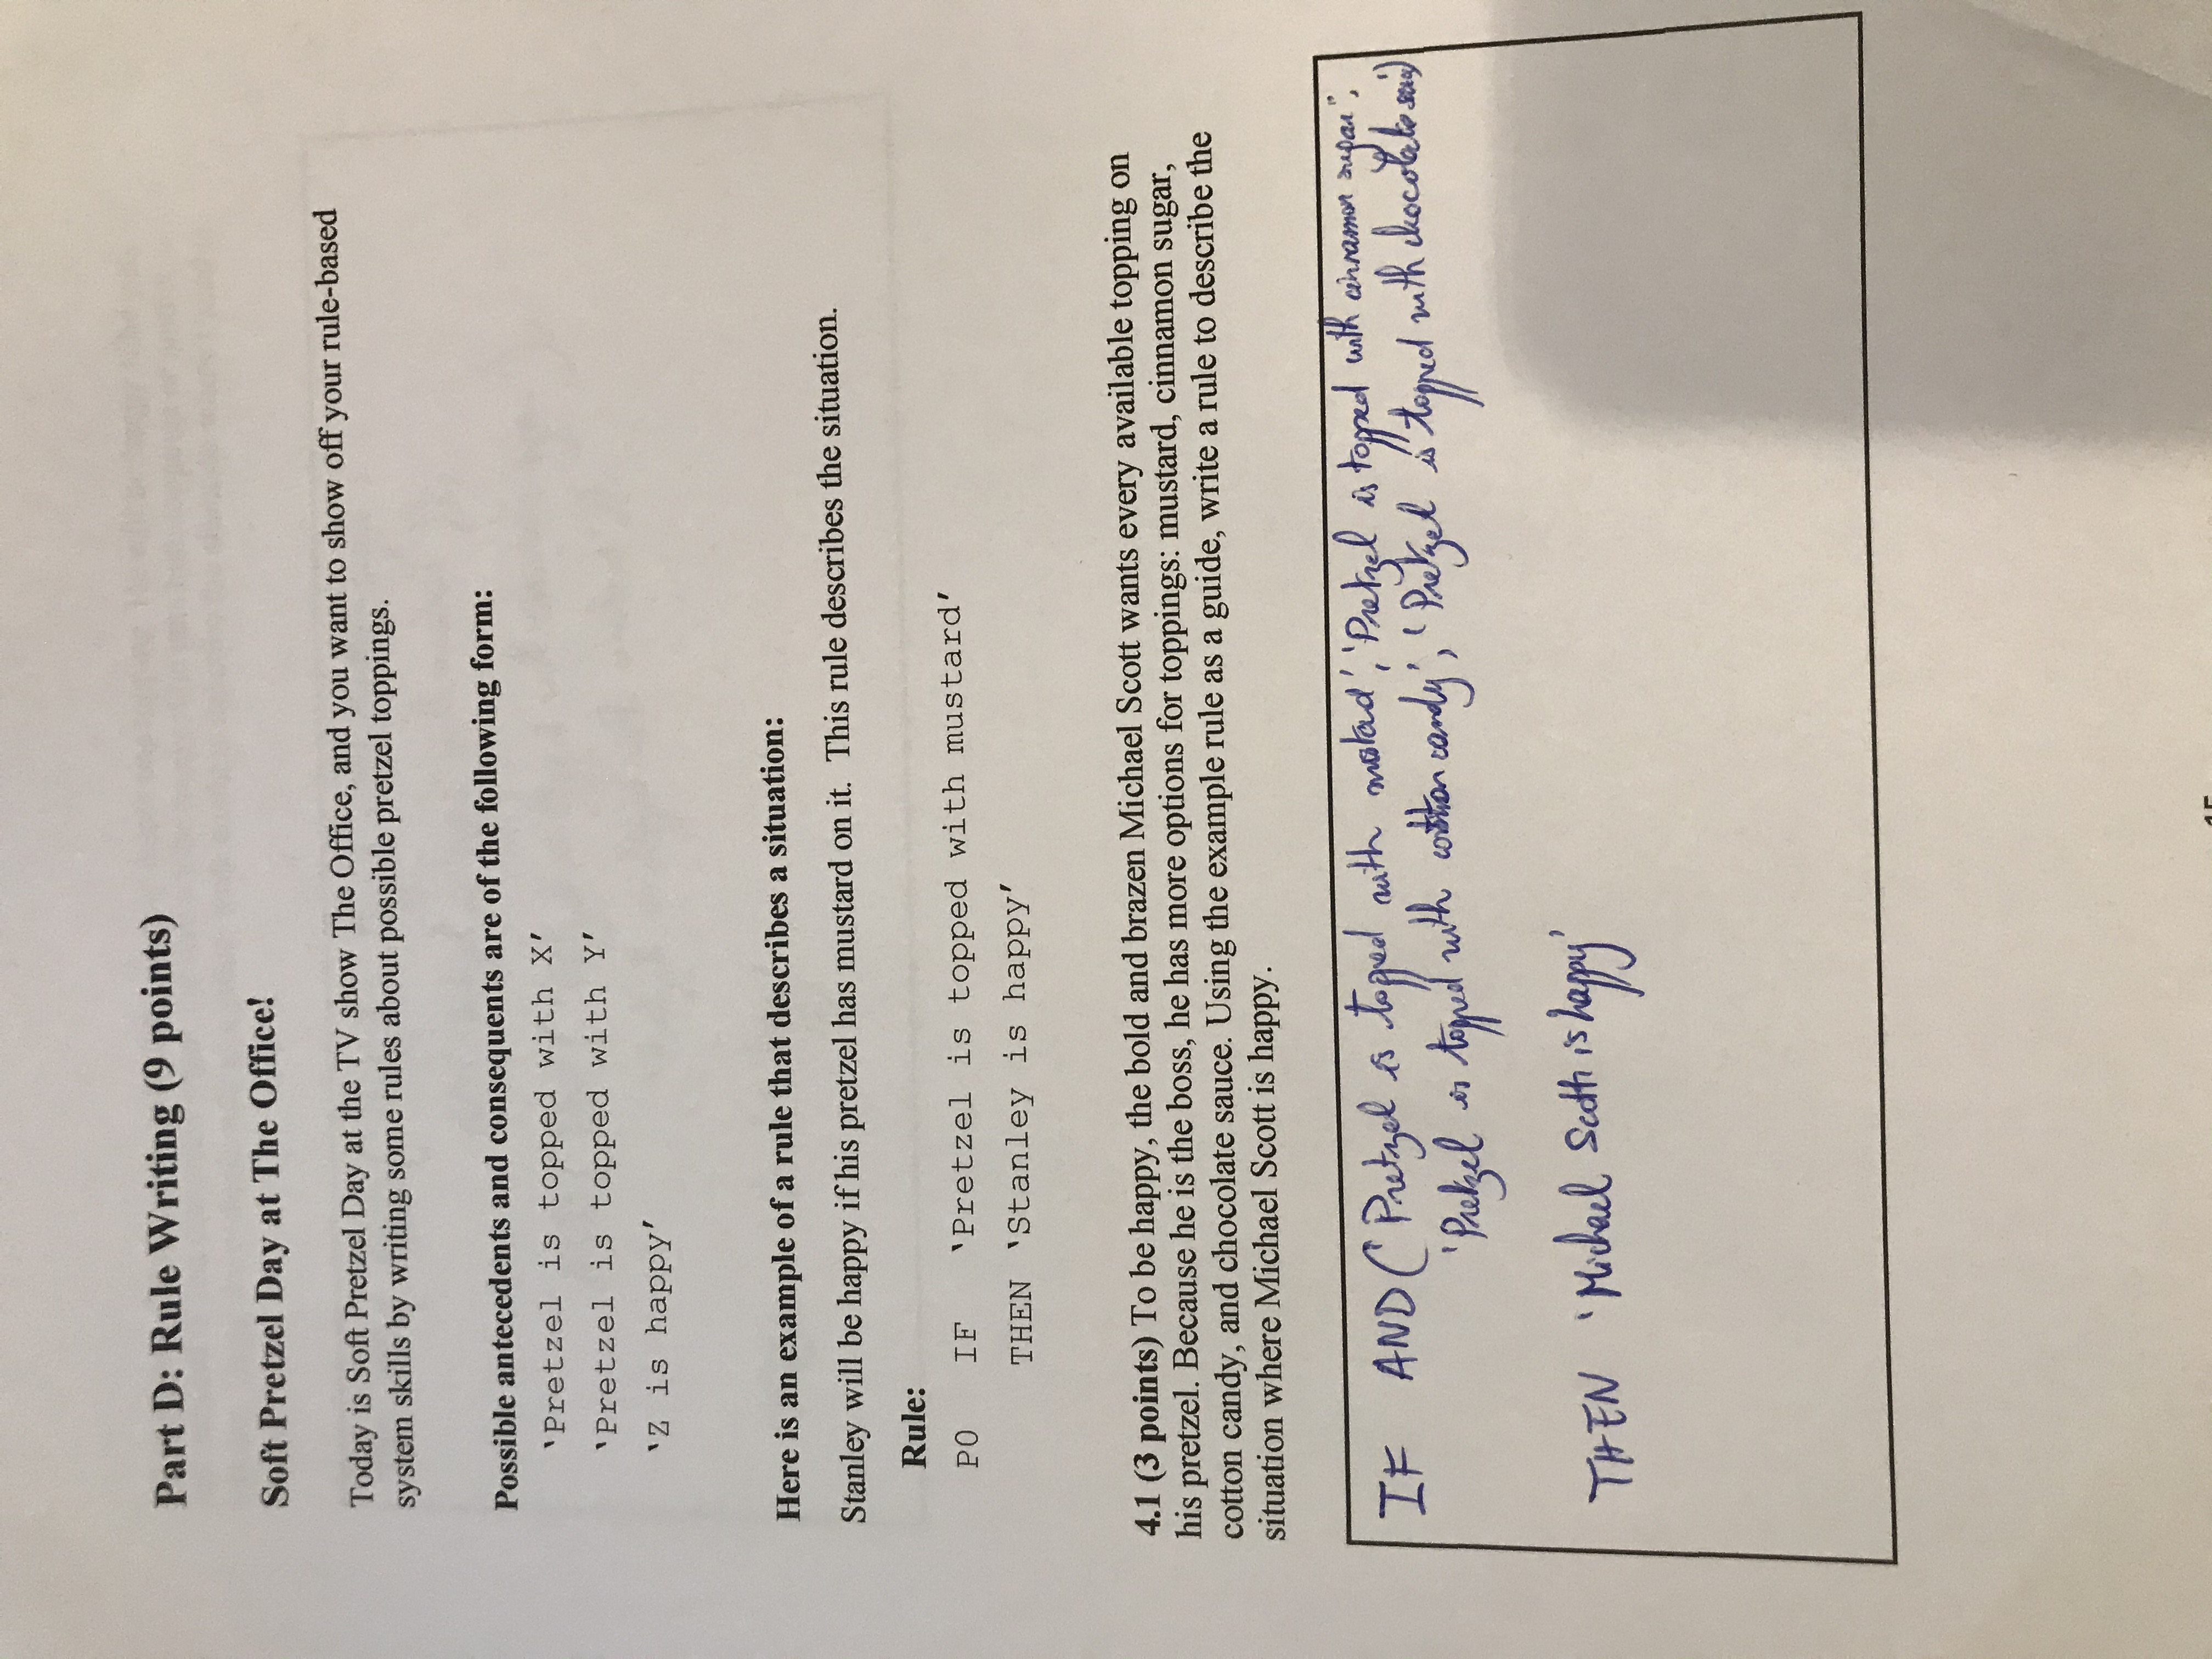 Part D: Rule Writing (9 points)
Soft Pretzel Day at The Office!
Today is Soft Pretzel Day at the TV show The Office, and you want to show off your rule-based
system skills by writing some rules about possible pretzel toppings.
Possible antecedents and consequents are of the following form:
‘Pretzel is topped with X’
‘Pretzel is topped with Y’
‘Z is happy’
Here is an example of a rule that describes a situation:
Stanley will be happy if his pretzel has mustard on it. This rule describes the situation.
Rule:
P0 IF ‘Pretzel is topped with mustard’
THEN ‘Stanley is happy’
4.1 (3 points) To be happy, the bold and brazen Michael Scott wants every available topping on
his pretzel. Because he is the boss, he has more options for toppings: mustard, cinnamon sugar,
cotton candy, and chocolate sauce. Using the example rule as a guide, write a rule to describe the
situation where Michael Scott is happy.
IF AND ('Pretzel is topped with mustard', 'Pretzel is topped with cinnamon sugar',
'Pretzel is topped with cotton candy', 'Pretzel is topped with chocolate
THEN 'Michael Scott is happy'
15